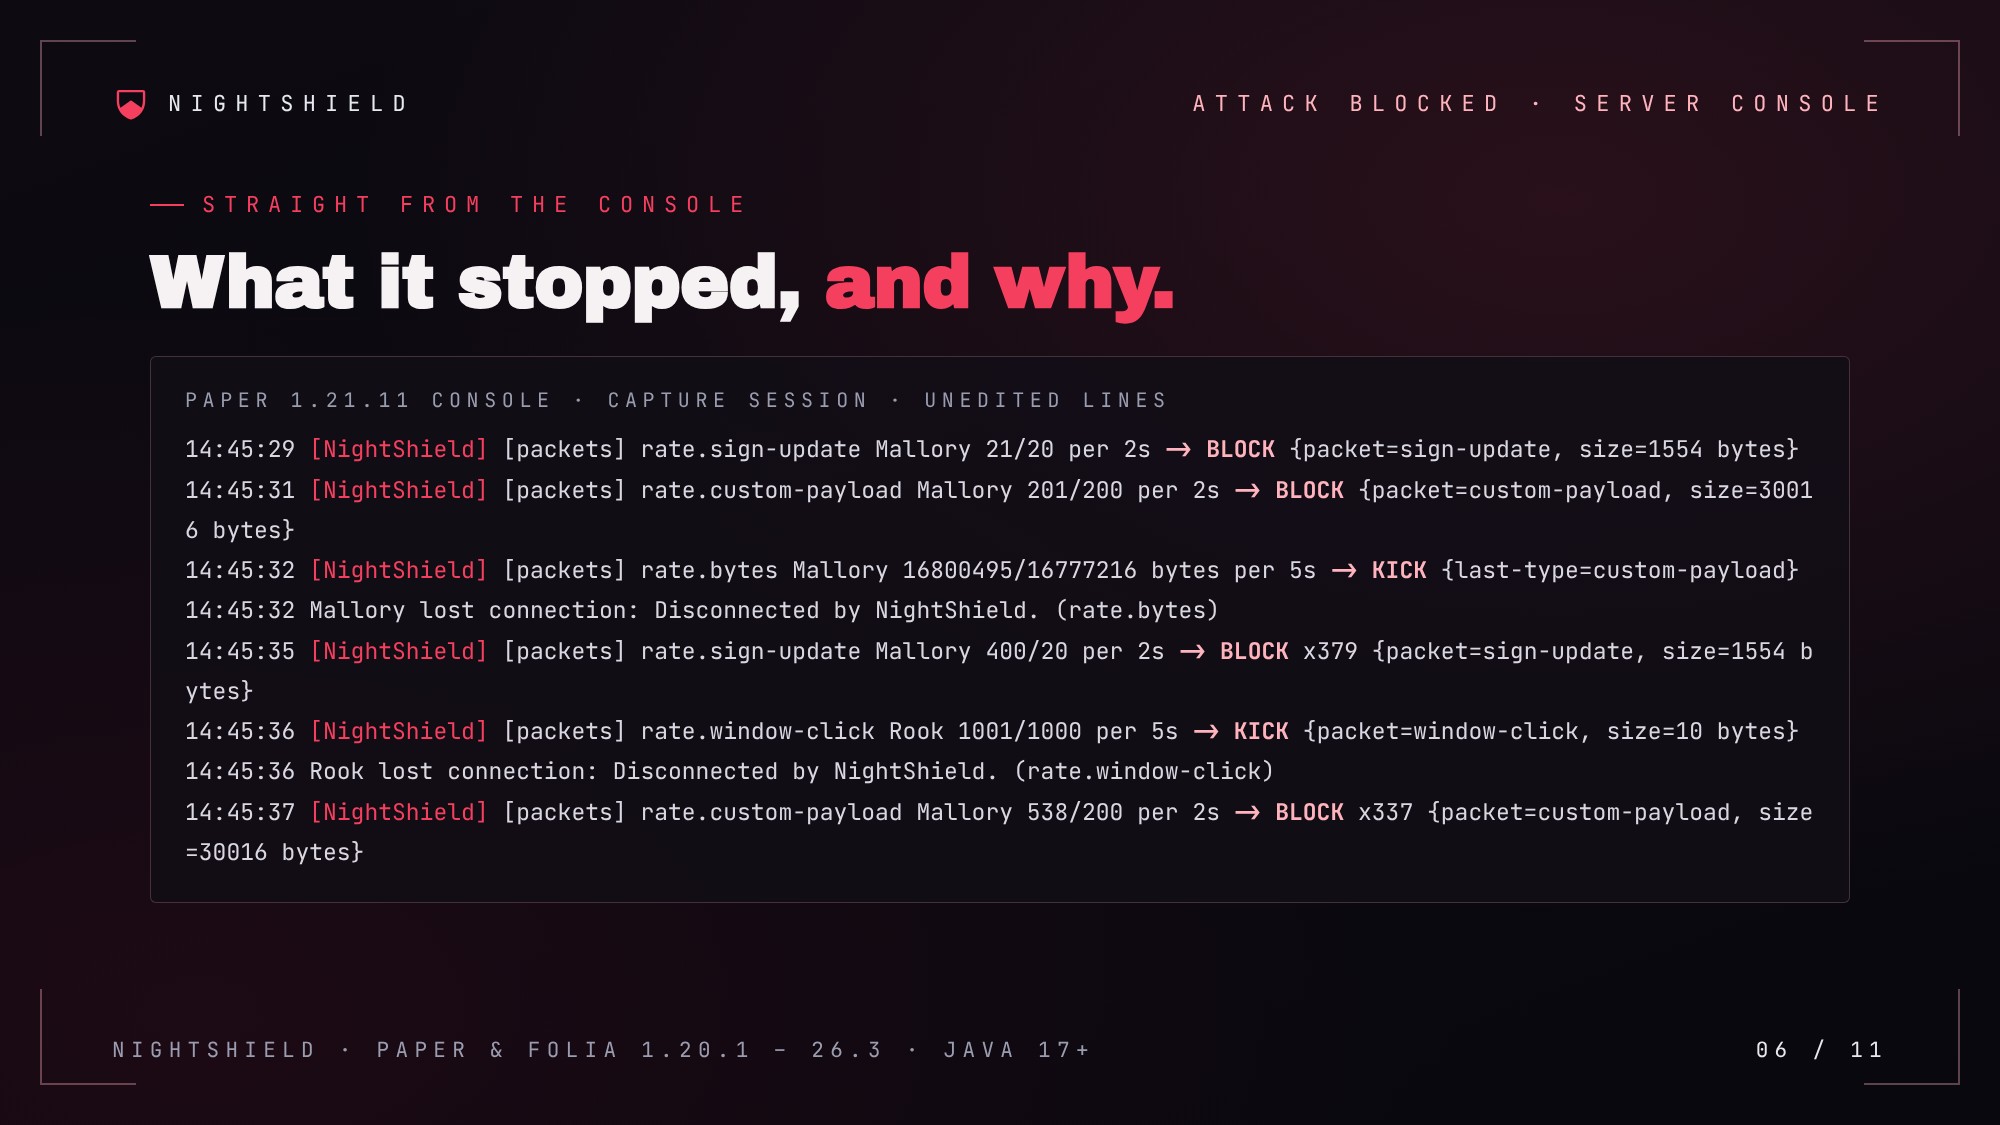 NIGHTSHIELD
ATTACK BLOCKED · SERVER CONSOLE
STRAIGHT FROM THE CONSOLE
What it stopped, and why.
PAPER 1.21.11 CONSOLE · CAPTURE SESSION · UNEDITED LINES
14:45:29 [NightShield] [packets] rate.sign-update Mallory 21/20 per 2s → BLOCK {packet=sign-update, size=1554 bytes}
14:45:31 [NightShield] [packets] rate.custom-payload Mallory 201/200 per 2s → BLOCK {packet=custom-payload, size=3001
6 bytes}
14:45:32 [NightShield] [packets] rate.bytes Mallory 16800495/16777216 bytes per 5s → KICK {last-type=custom-payload}
14:45:32 Mallory lost connection: Disconnected by NightShield. (rate.bytes)
14:45:35 [NightShield] [packets] rate.sign-update Mallory 400/20 per 2s → BLOCK x379 {packet=sign-update, size=1554 b
ytes}
14:45:36 [NightShield] [packets] rate.window-click Rook 1001/1000 per 5s → KICK {packet=window-click, size=10 bytes}
14:45:36 Rook lost connection: Disconnected by NightShield. (rate.window-click)
14:45:37 [NightShield] [packets] rate.custom-payload Mallory 538/200 per 2s → BLOCK x337 {packet=custom-payload, size
=30016 bytes}
NIGHTSHIELD · PAPER & FOLIA 1.20.1 – 26.3 · JAVA 17+
06 / 11